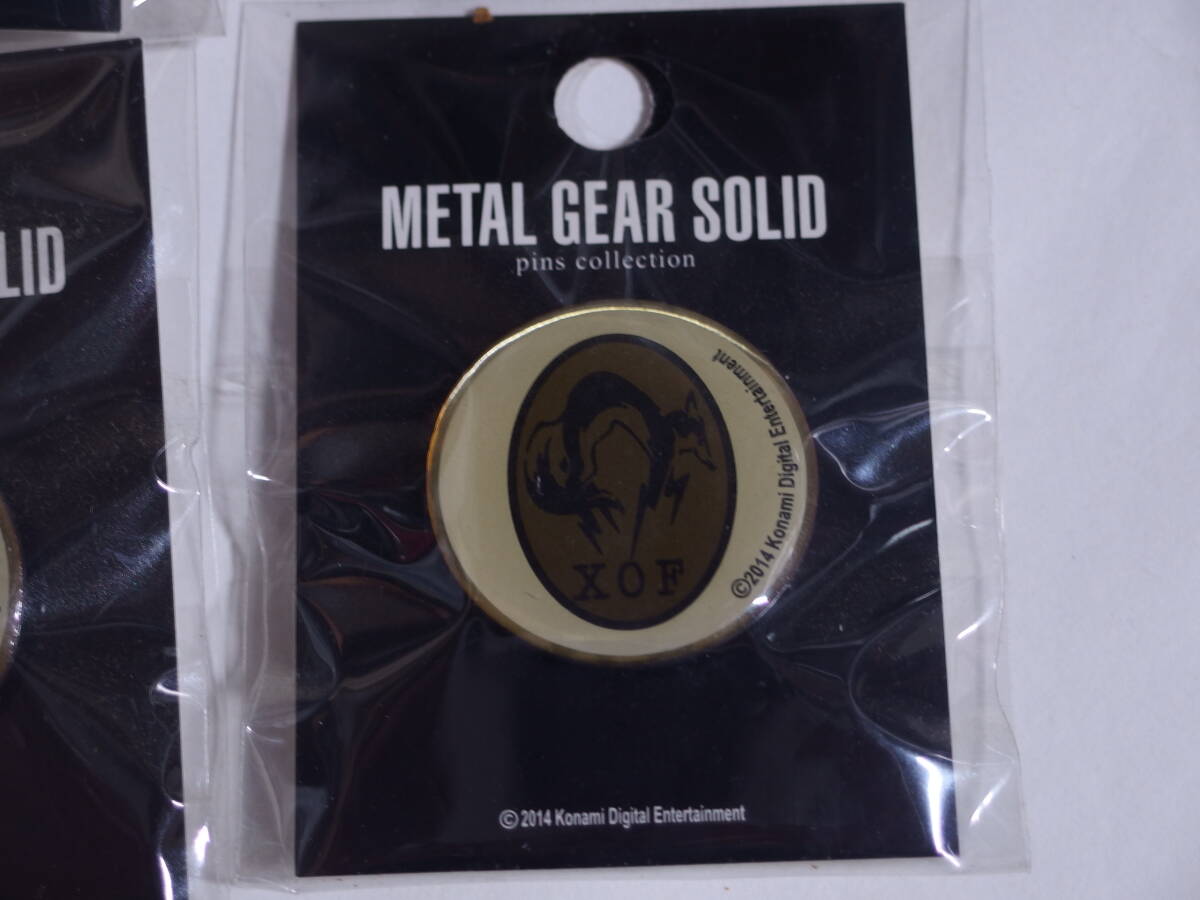 LID
METAL GEAR SOLID
pins collection
©2014 Konami Digital Entertainment
XOF
© 2014 Konami Digital Entertainment